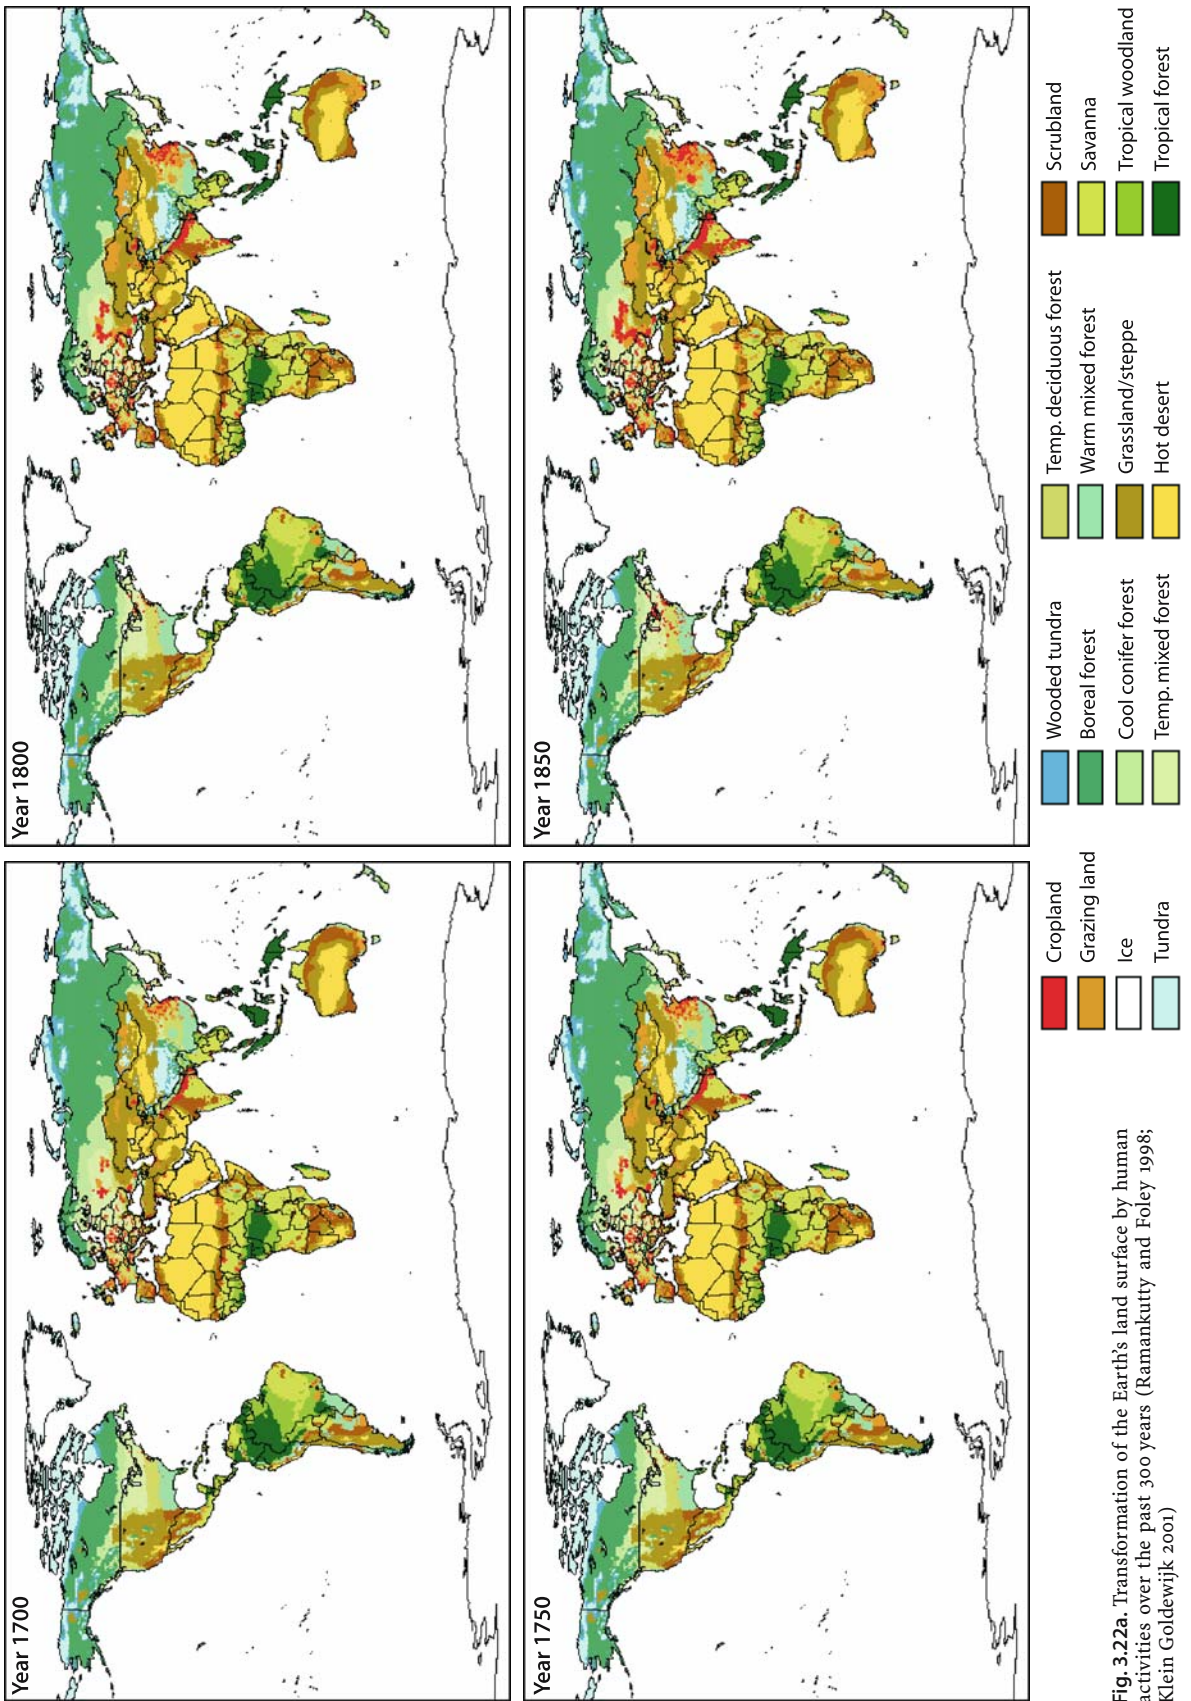 Year 1700
Year 1800
Year 1750
Year 1850
Cropland
Grazing land
Ice
Tundra
Wooded tundra
Boreal forest
Cool conifer forest
Temp. mixed forest
Temp. deciduous forest
Warm mixed forest
Grassland/steppe
Hot desert
Scrubland
Savanna
Tropical woodland
Tropical forest
Fig. 3.22a. Transformation of the Earth's land surface by human
activities over the past 300 years (Ramankutty and Foley 1998;
Klein Goldewijk 2001)